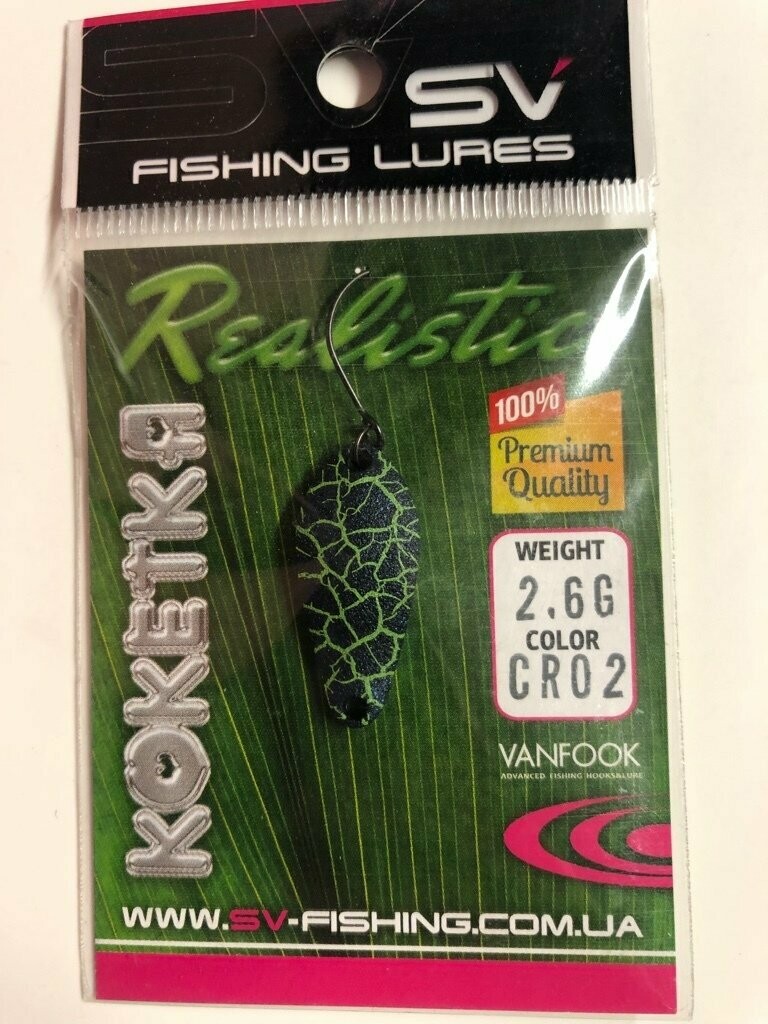 SV
FISHING LURES
Realistic
KOKETKA
100%
Premium
Quality
WEIGHT
2.6G
COLOR
CR02
VANFOOK
ADVANCED FISHING HOOKS&LURE
WWW.SV-FISHING.COM.UA